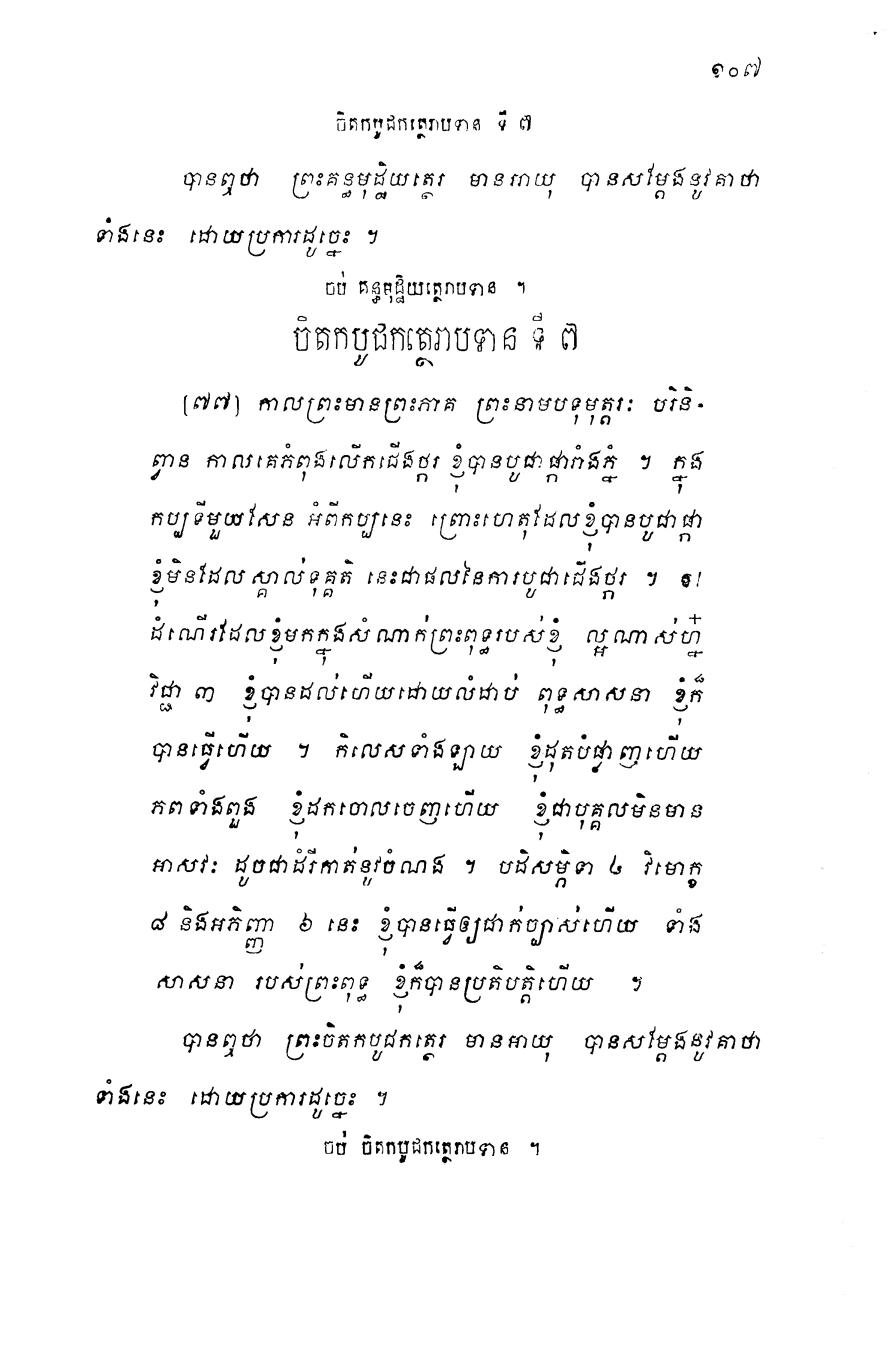 ១០៧
ចិតកបូជកត្ថេរាបទាន ទី ៧
បានឮថា ព្រះគន្ធមុដ្ឋិយត្ថេរ មានអាយុ បានសម្ដែងនូវគាថា
ទាំងនេះ ដោយប្រការដូច្នេះ ។
ចប់ គន្ធមុដ្ឋិយត្ថេរាបទាន ។
ចិតកបូជកត្ថេរាបទាន ទី ៧
[៧៧] កាលព្រះមានព្រះភាគ ព្រះនាមបទុមុត្តរៈ បរិនិ-
ព្វាន កាលគេកំពុងលើកជើងថ្ករ ខ្ញុំបានបូជាផ្ការាំងភ្នំ ។ ក្នុង
កប្បទីមួយសែន អំពីកប្បនេះ ព្រោះហេតុដែលខ្ញុំបានបូជាផ្កា
ខ្ញុំមិនដែលស្គាល់ទុគ្គតិ នេះជាផលនៃការបូជាជើងថ្ករ ។ ឱ!
ដំណើរដែលខ្ញុំមកក្នុងសំណាក់ព្រះពុទ្ធរបស់ខ្ញុំ ល្អណាស់ហ្ន៎
វិជ្ជា ៣ ខ្ញុំបានដល់ហើយដោយលំដាប់ ពុទ្ធសាសនា ខ្ញុំក៏
បានធ្វើហើយ ។ កិលេសទាំងឡាយ ខ្ញុំដុតបំផ្លាញហើយ
ភពទាំងពួង ខ្ញុំដកចោលចេញហើយ ខ្ញុំជាបុគ្គលមិនមាន
អាសវៈ ដូចជាដំរីកាត់នូវចំណង ។ បដិសម្ភិទា ៤ វិមោក្ខ
៨ និងអភិញ្ញា ៦ នេះ ខ្ញុំបានធ្វើឲ្យជាក់ច្បាស់ហើយ ទាំង
សាសនា របស់ព្រះពុទ្ធ ខ្ញុំក៏បានប្រតិបត្តិហើយ ។
បានឮថា ព្រះចិតកបូជកត្ថេរ មានអាយុ បានសម្ដែងនូវគាថា
ទាំងនេះ ដោយប្រការដូច្នេះ ។
ចប់ ចិតកបូជកត្ថេរាបទាន ។